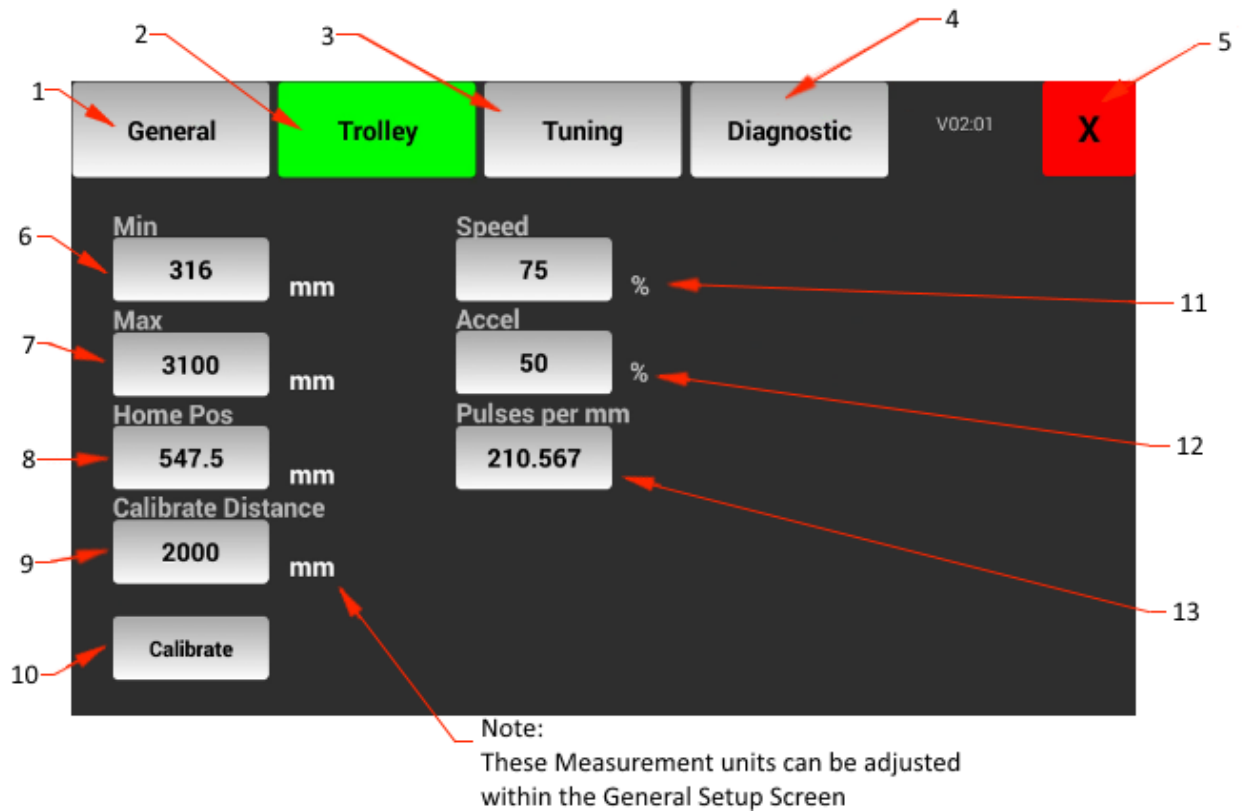 2
3
4
5
1
General
Trolley
Tuning
Diagnostic
V02:01
X
Min
Speed
6
316
mm
75
%
11
Max
Accel
7
3100
mm
50
%
12
Home Pos
Pulses per mm
8
547.5
mm
210.567
Calibrate Distance
9
2000
mm
13
10
Calibrate
Note:
These Measurement units can be adjusted
within the General Setup Screen